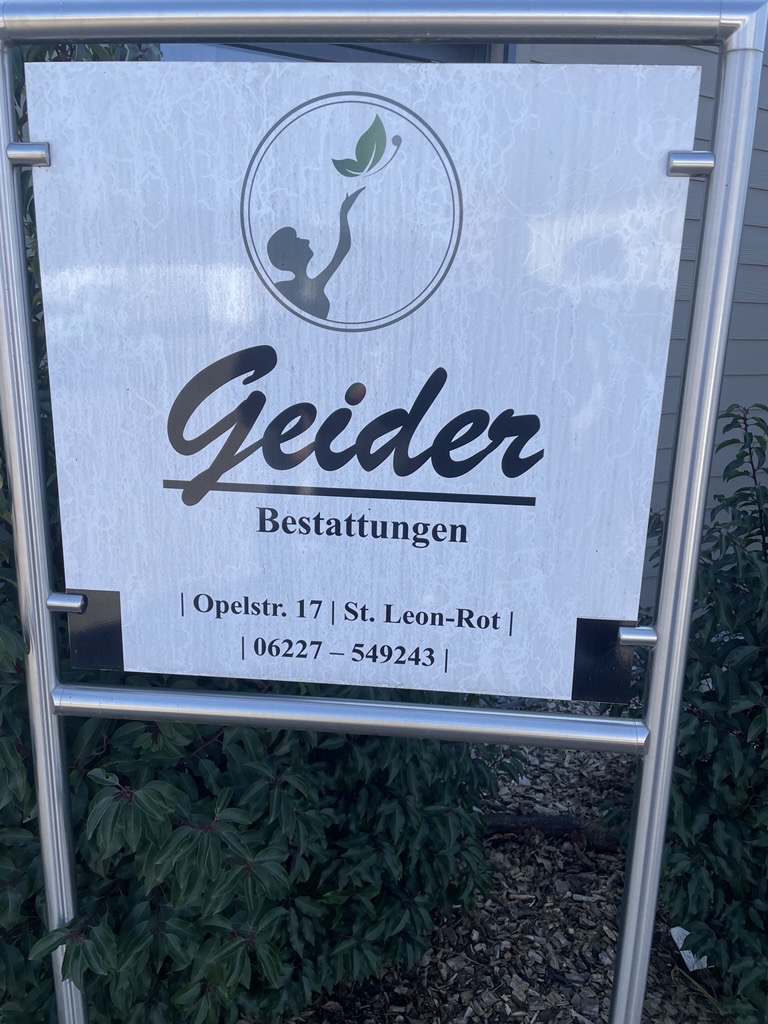 Geider
Bestattungen
| Opelstr. 17 | St. Leon-Rot |
| 06227 – 549243 |